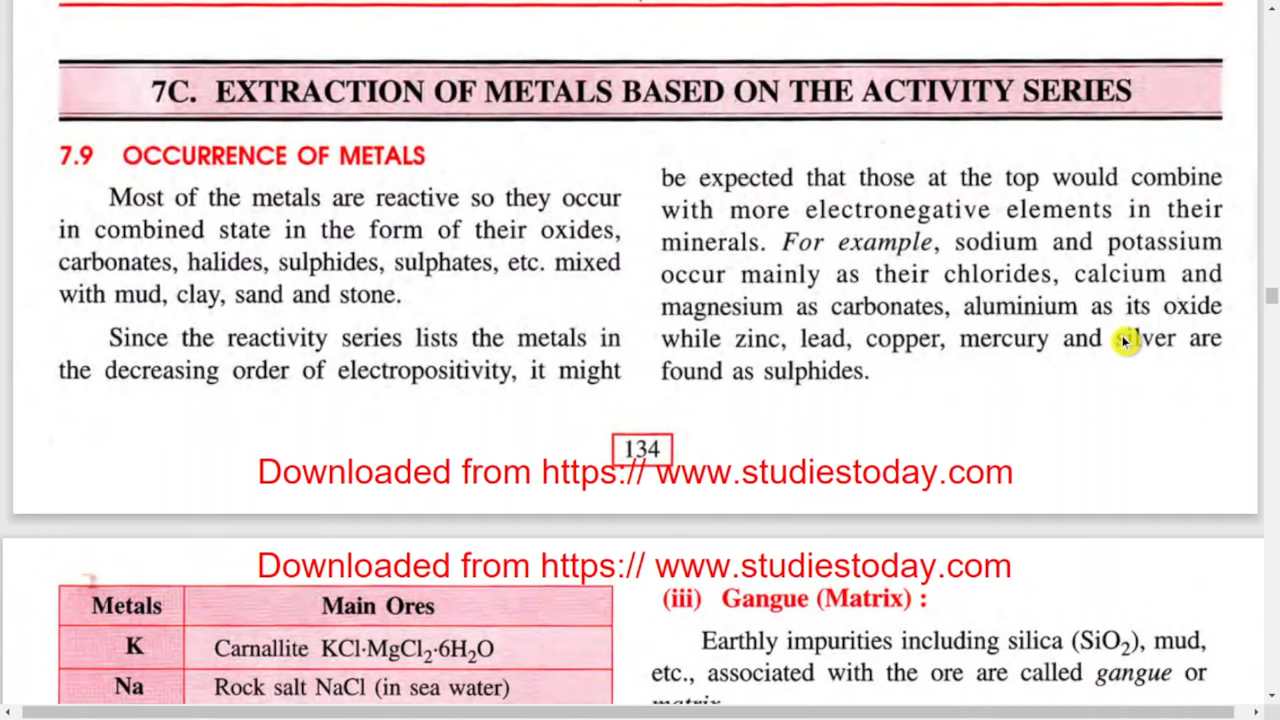 7C. EXTRACTION OF METALS BASED ON THE ACTIVITY SERIES
7.9 OCCURRENCE OF METALS
Most of the metals are reactive so they occur
in combined state in the form of their oxides,
carbonates, halides, sulphides, sulphates, etc. mixed
with mud, clay, sand and stone.
Since the reactivity series lists the metals in
the decreasing order of electropositivity, it might
be expected that those at the top would combine
with more electronegative elements in their
minerals. For example, sodium and potassium
occur mainly as their chlorides, calcium and
magnesium as carbonates, aluminium as its oxide
while zinc, lead, copper, mercury and silver are
found as sulphides.
134
Downloaded from https:// www.studiestoday.com
Downloaded from https:// www.studiestoday.com
Metals Main Ores
K Carnallite KCl·MgCl₂·6H₂O
Na Rock salt NaCl (in sea water)
(iii) Gangue (Matrix) :
Earthly impurities including silica (SiO₂), mud,
etc., associated with the ore are called gangue or